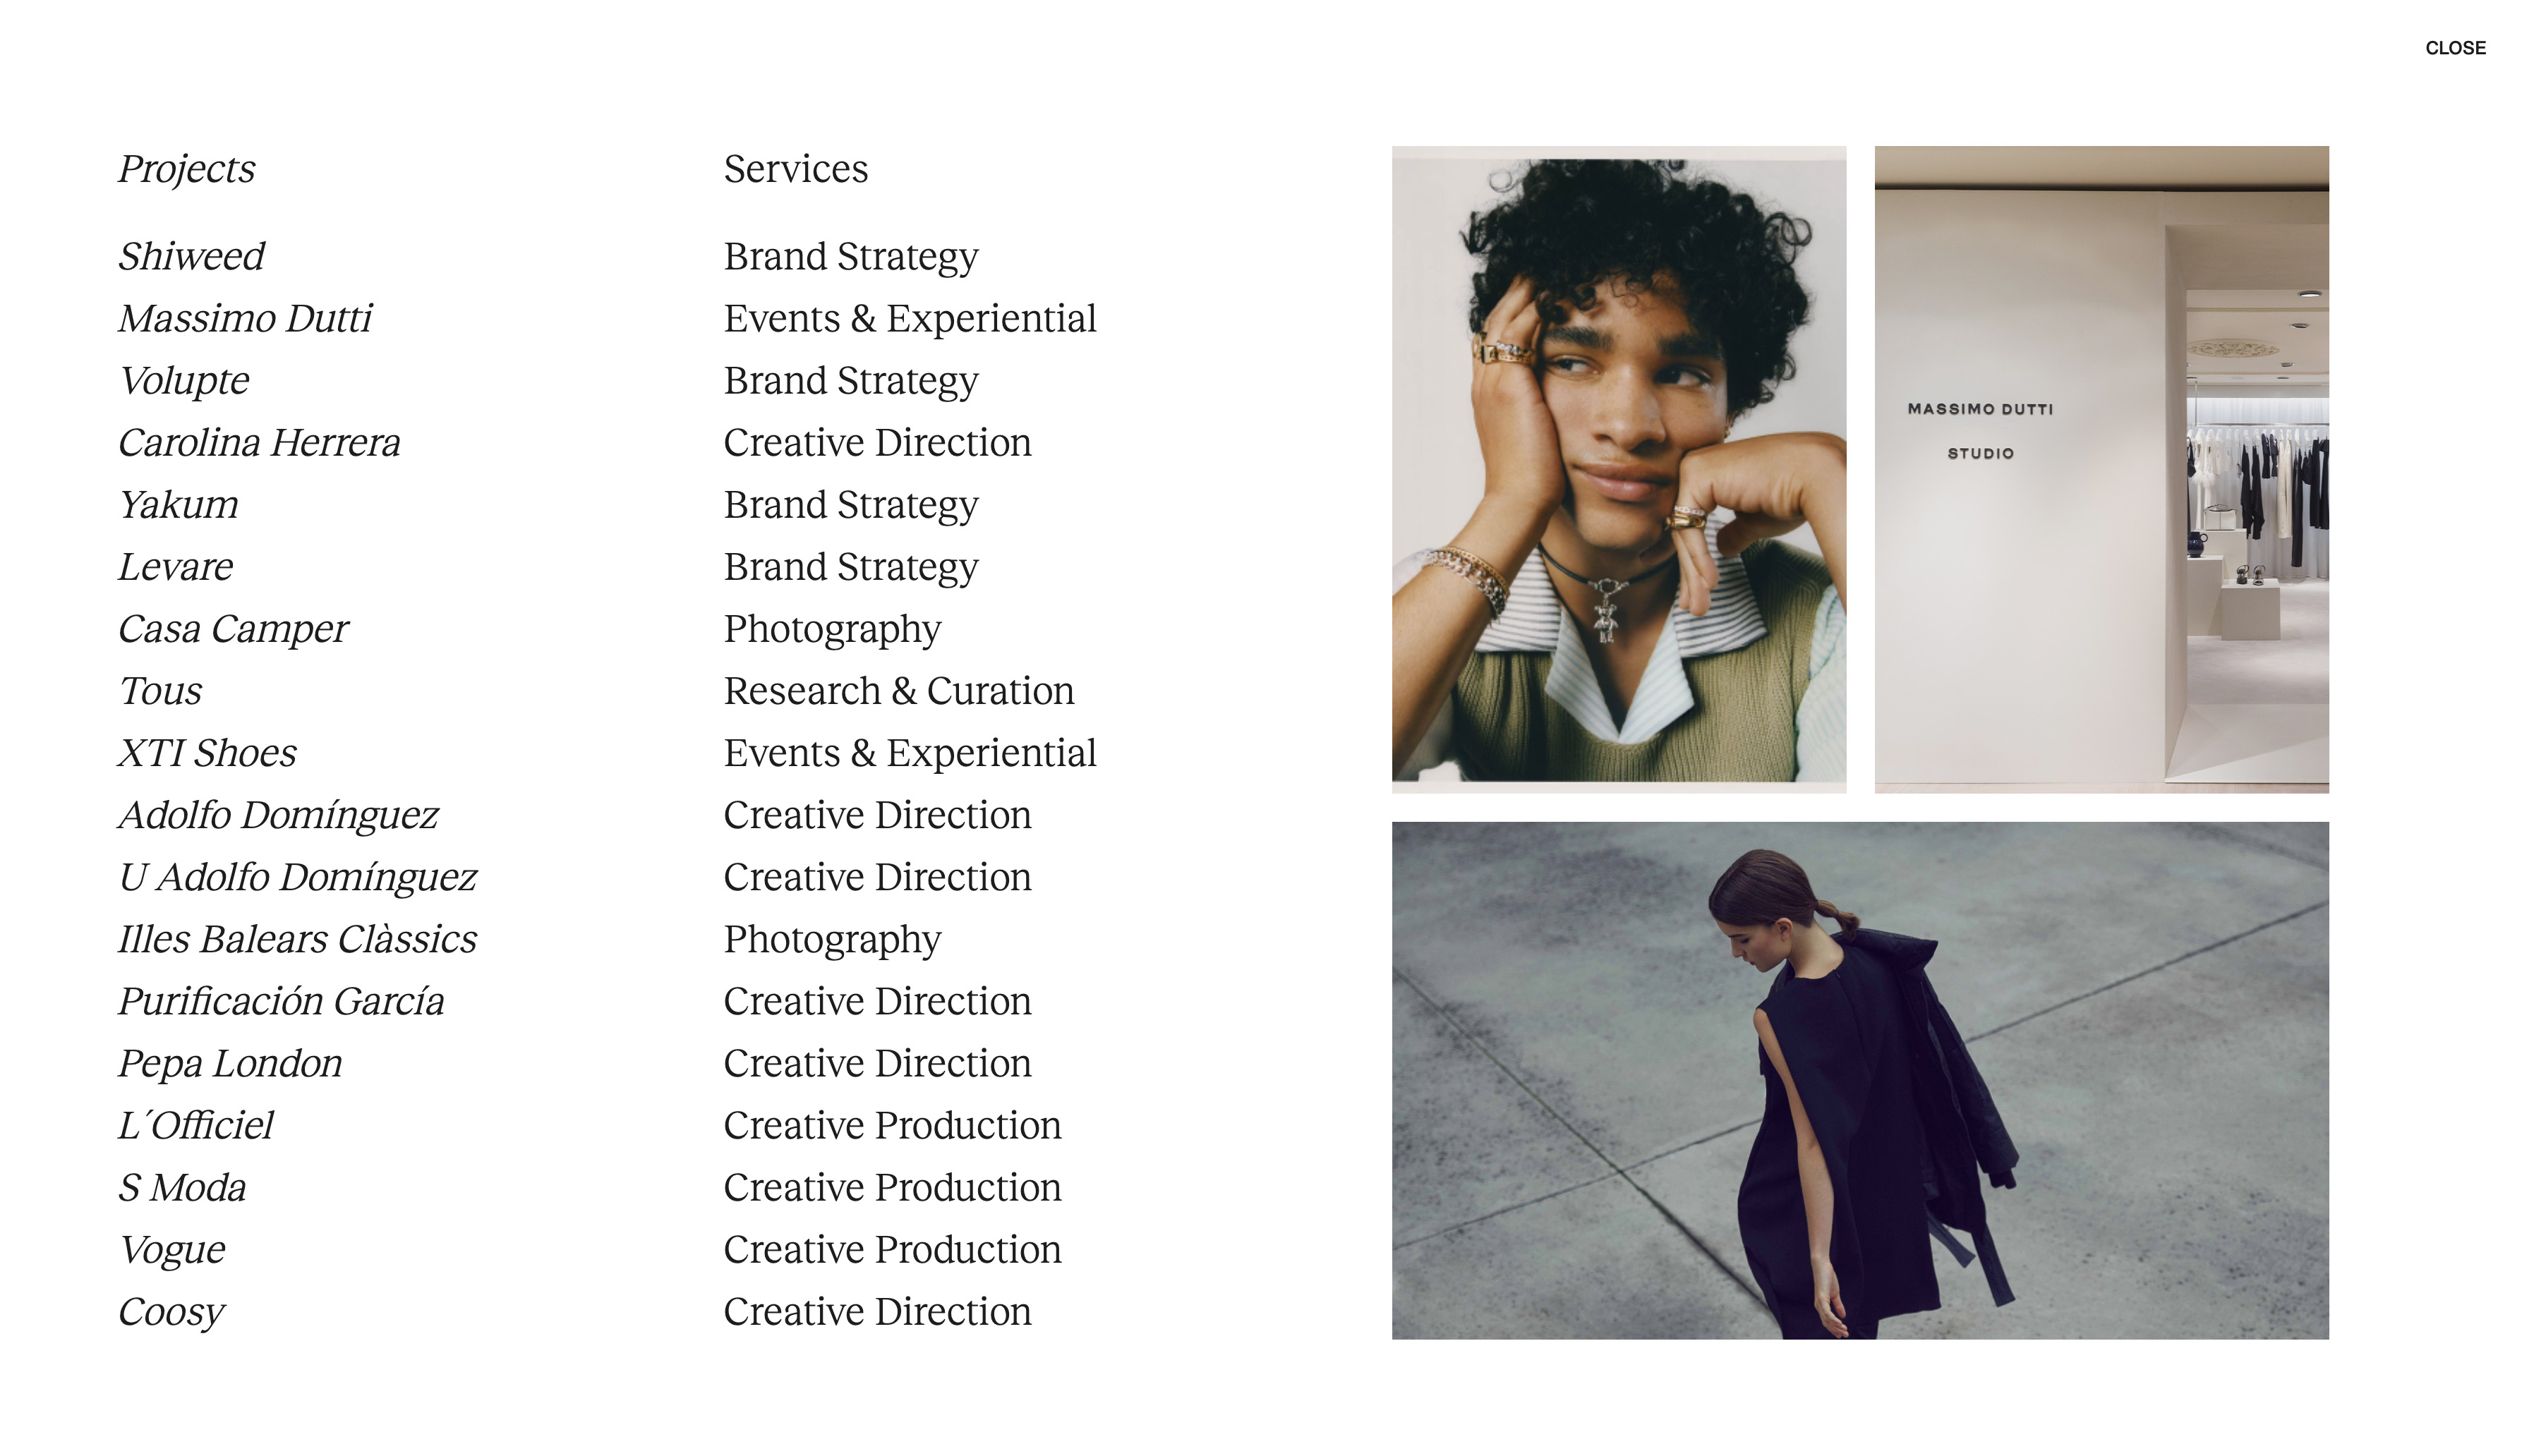 CLOSE
Projects Services
Shiweed Brand Strategy
Massimo Dutti Events & Experiential
Volupte Brand Strategy
Carolina Herrera Creative Direction
Yakum Brand Strategy
Levare Brand Strategy
Casa Camper Photography
Tous Research & Curation
XTI Shoes Events & Experiential
Adolfo Domínguez Creative Direction
U Adolfo Domínguez Creative Direction
Illes Balears Clàssics Photography
Purificación García Creative Direction
Pepa London Creative Direction
L´Officiel Creative Production
S Moda Creative Production
Vogue Creative Production
Coosy Creative Direction
MASSIMO DUTTI
STUDIO